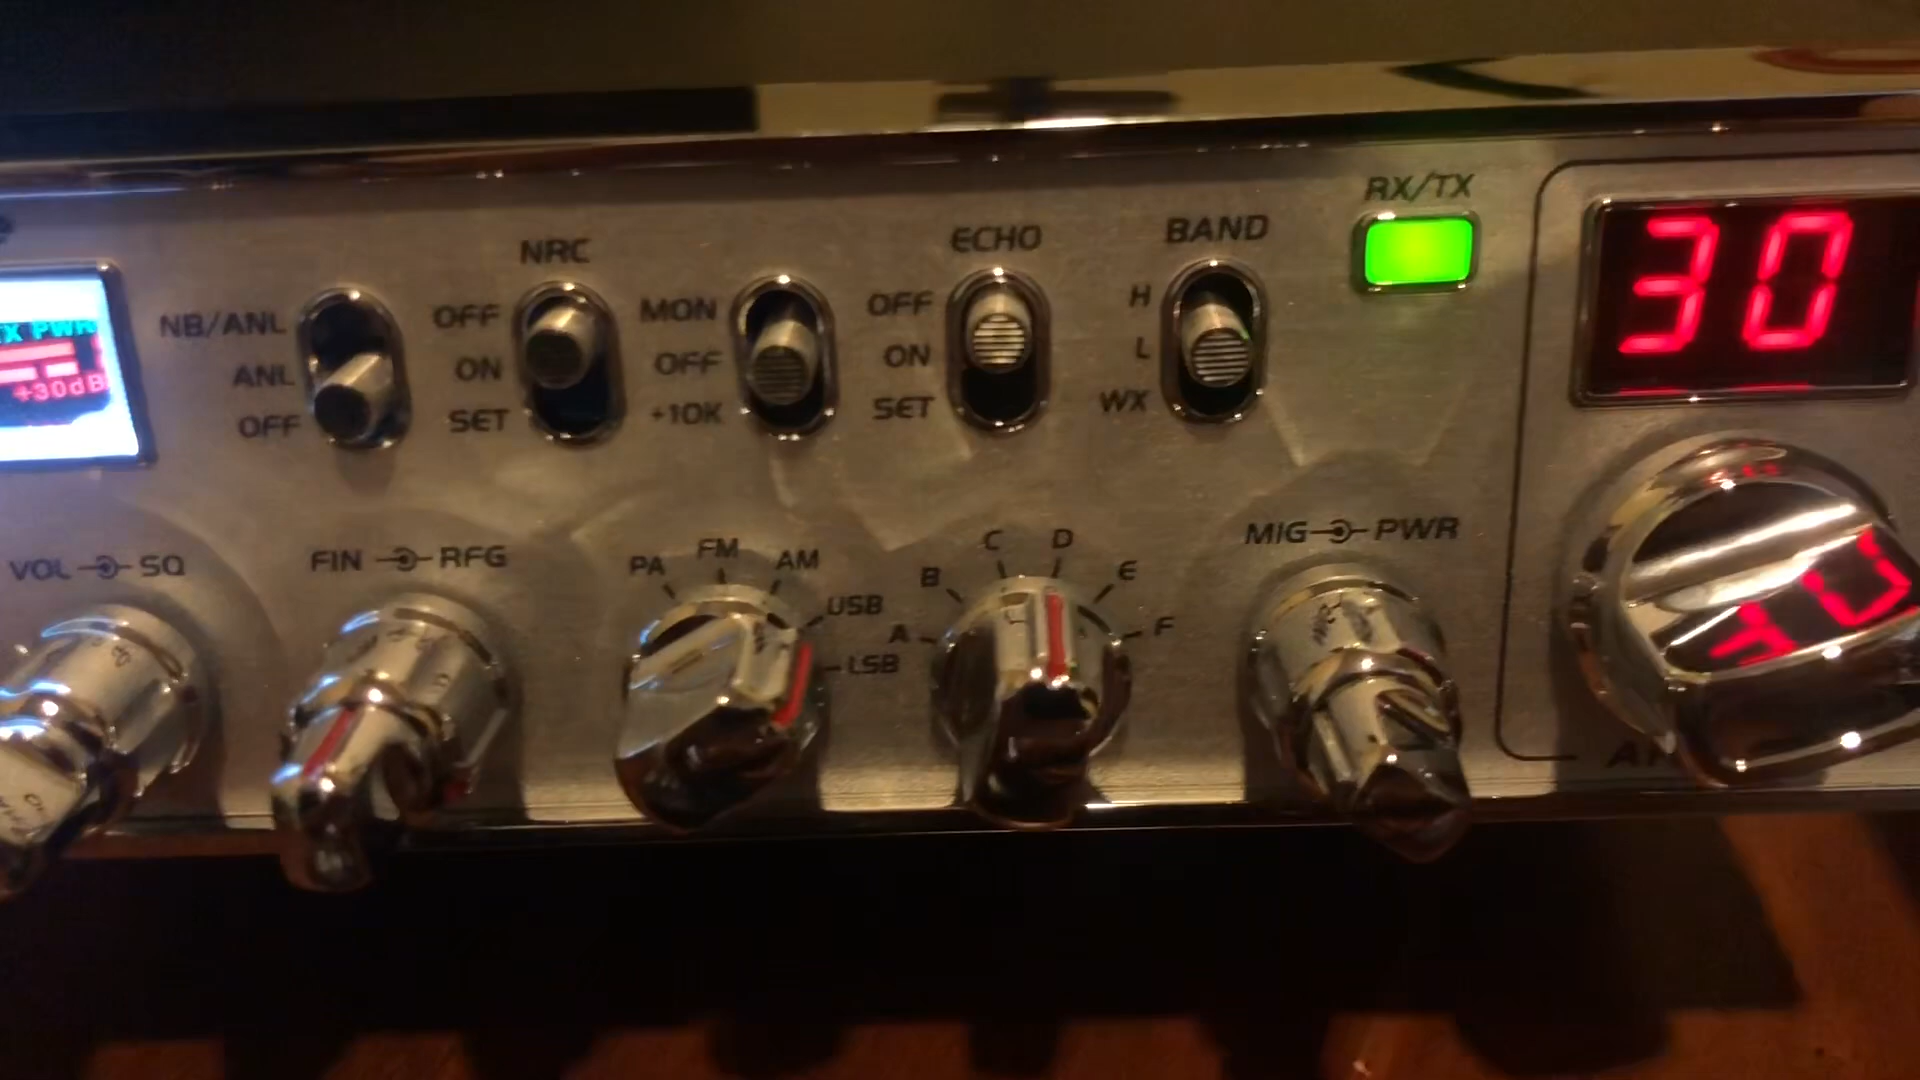 NRC
ECHO
BAND
RX/TX
30
NB/ANL
ANL
OFF
OFF
ON
SET
MON
OFF
+10K
OFF
ON
SET
H
L
WX
PWR
+30dB
VOL SQ
FIN RFG
PA FM AM USB LSB
A B C D E F
MIG PWR